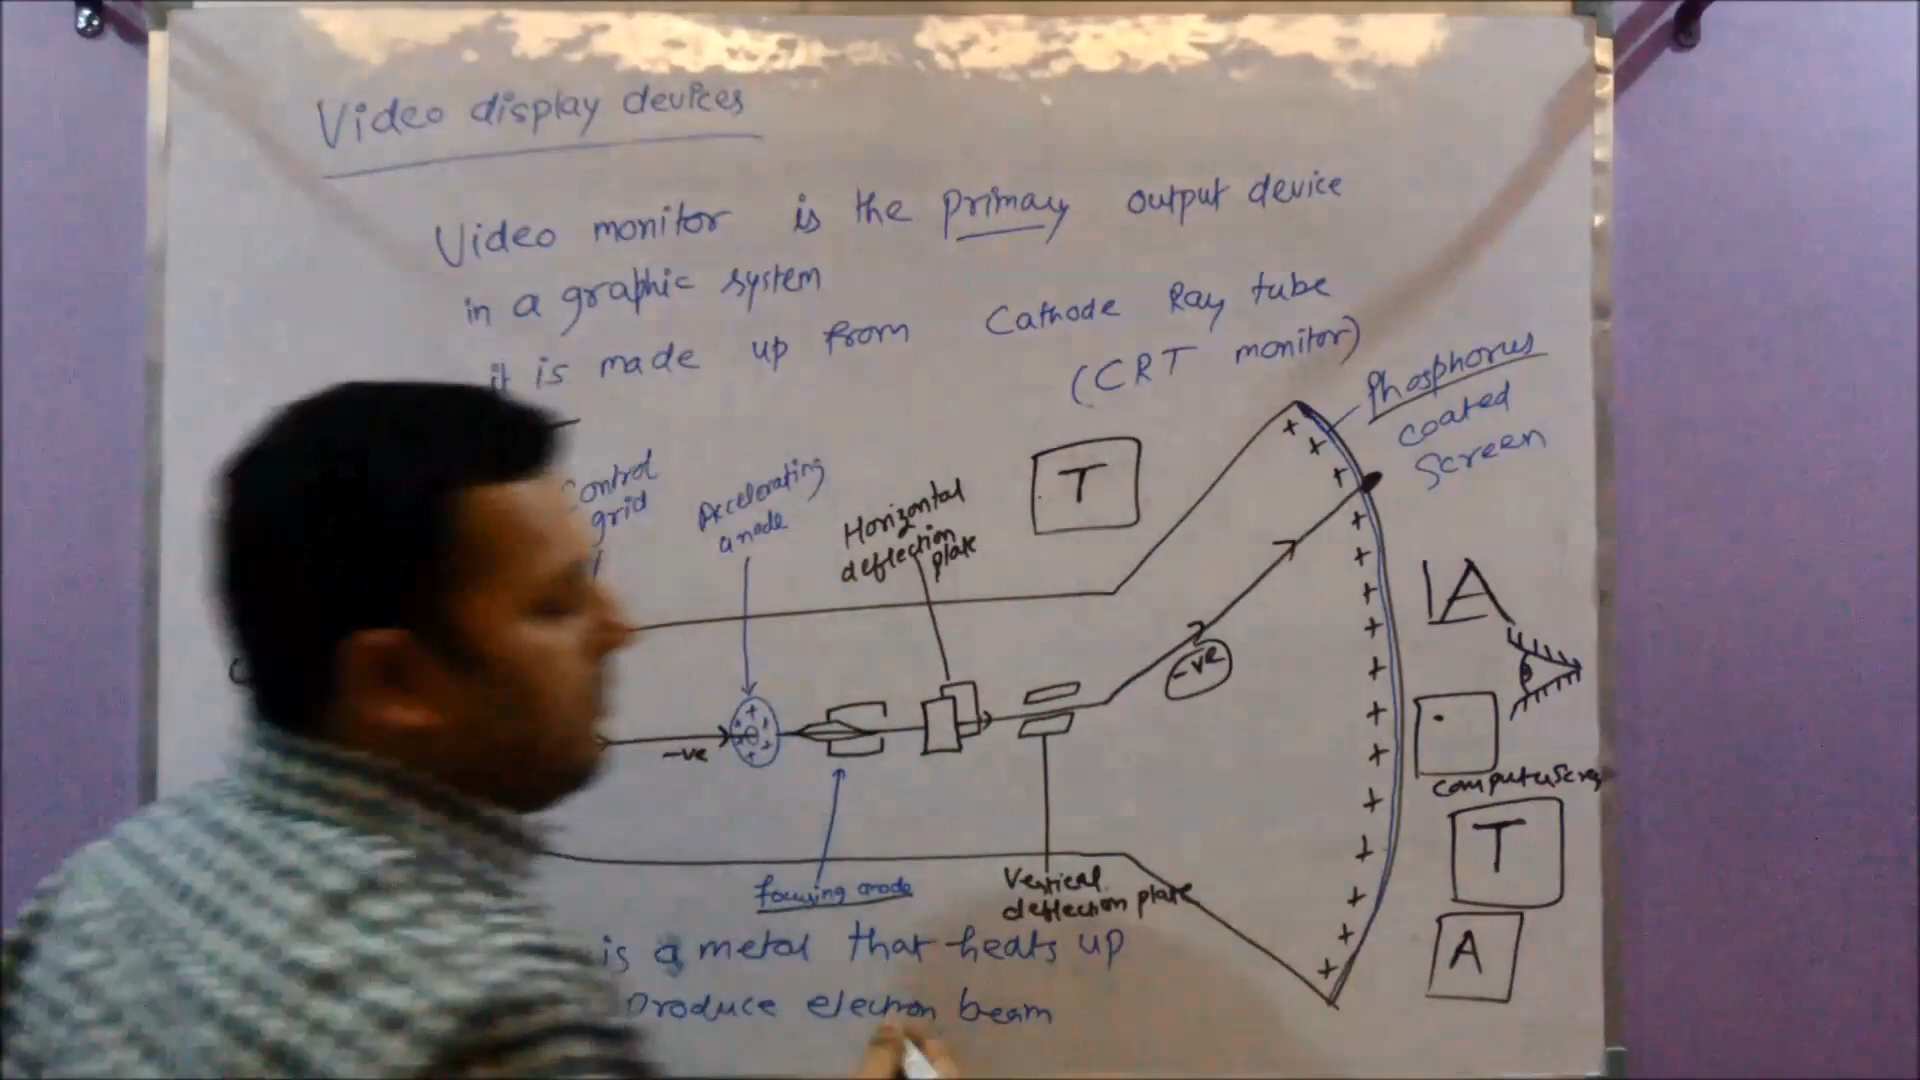 Video display devices
Video monitor is the primary output device
in a graphic system
it is made up from Cathode Ray tube
(CRT monitor)
Phosphorus
coated
screen
Control
grid
Accelerating
anode
Horizontal
deflection
plate
T
+ + + + + + + + + + + + + + + + +
-ve
-ve
IA
computer Scree
T
A
focusing anode
Vertical
deflection plate
is a metal that heats up
Produce electron beam